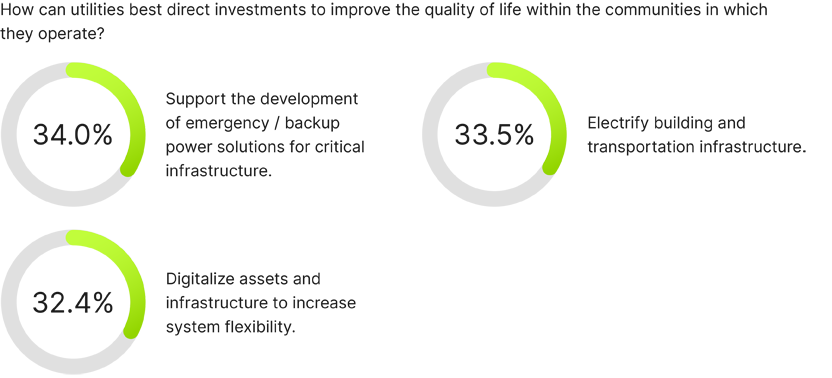 How can utilities best direct investments to improve the quality of life within the communities in which
they operate?
34.0%
Support the development
of emergency / backup
power solutions for critical
infrastructure.
33.5%
Electrify building and
transportation infrastructure.
32.4%
Digitalize assets and
infrastructure to increase
system flexibility.